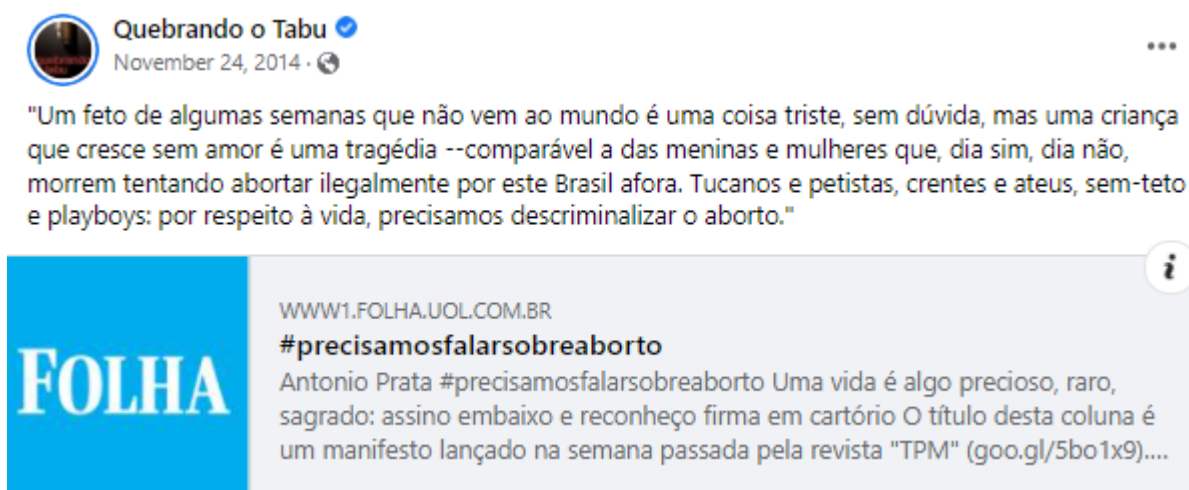 Quebrando o Tabu
November 24, 2014 ·
"Um feto de algumas semanas que não vem ao mundo é uma coisa triste, sem dúvida, mas uma criança
que cresce sem amor é uma tragédia --comparável a das meninas e mulheres que, dia sim, dia não,
morrem tentando abortar ilegalmente por este Brasil afora. Tucanos e petistas, crentes e ateus, sem-teto
e playboys: por respeito à vida, precisamos descriminalizar o aborto."
WWW1.FOLHA.UOL.COM.BR
#precisamosfalarsobreaborto
FOLHA
Antonio Prata #precisamosfalarsobreaborto Uma vida é algo precioso, raro,
sagrado: assino embaixo e reconheço firma em cartório O título desta coluna é
um manifesto lançado na semana passada pela revista "TPM" (goo.gl/5bo1x9)....